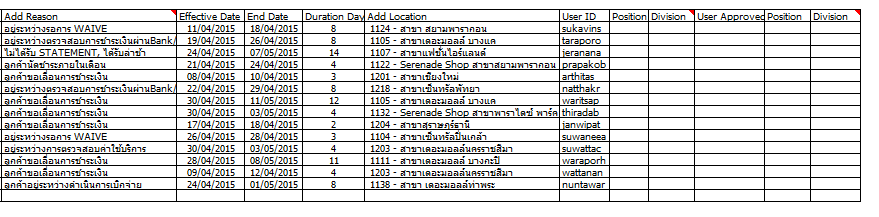 Add Reason Effective Date End Date Duration Day Add Location User ID Position Division User Approved Position Division
อยู่ระหว่างรอการ WAIVE 11/04/2015 18/04/2015 8 1124 - สาขา สยามพารากอน sukavins
อยู่ระหว่างตรวจสอบการชำระเงินผ่านBank/ 19/04/2015 26/04/2015 8 1105 - สาขาเดอะมอลล์ บางแค taraporo
ไม่ได้รับ STATEMENT, ได้รับล่าช้า 24/04/2015 07/05/2015 14 1107 - สาขาแฟชั่นไอร์แลนด์ jeranana
ลูกค้านัดชำระภายในเดือน 21/04/2015 24/04/2015 4 1122 - Serenade Shop สาขาสยามพารากอน prapakob
ลูกค้าขอเลื่อนการชำระเงิน 08/04/2015 10/04/2015 3 1201 - สาขาเชียงใหม่ arthitas
อยู่ระหว่างตรวจสอบการชำระเงินผ่านBank/ 22/04/2015 29/04/2015 8 1218 - สาขาเซ็นทรัลพัทยา natthakr
ลูกค้าขอเลื่อนการชำระเงิน 30/04/2015 11/05/2015 12 1105 - สาขาเดอะมอลล์ บางแค waritsap
ลูกค้าขอเลื่อนการชำระเงิน 30/04/2015 03/05/2015 4 1132 - Serenade Shop สาขาพาราไดซ์ พาร์ค thiradab
ลูกค้าขอเลื่อนการชำระเงิน 17/04/2015 18/04/2015 2 1204 - สาขาสุราษฎร์ธานี janwipat
อยู่ระหว่างรอการ WAIVE 26/04/2015 28/04/2015 3 1104 - สาขาเซ็นทรัลปิ่นเกล้า suwaneea
อยู่ระหว่างการตรวจสอบค่าใช้บริการ 30/04/2015 03/05/2015 4 1203 - สาขาเดอะมอลล์นครราชสีมา suwattac
ลูกค้าขอเลื่อนการชำระเงิน 28/04/2015 08/05/2015 11 1111 - สาขาเดอะมอลล์ บางกะปิ waraporh
ลูกค้าขอเลื่อนการชำระเงิน 09/04/2015 12/04/2015 4 1203 - สาขาเดอะมอลล์นครราชสีมา wattanan
ลูกค้าอยู่ระหว่างดำเนินการเบิกจ่าย 24/04/2015 01/05/2015 8 1138 - สาขา เดอะมอลล์ท่าพระ nuntawar